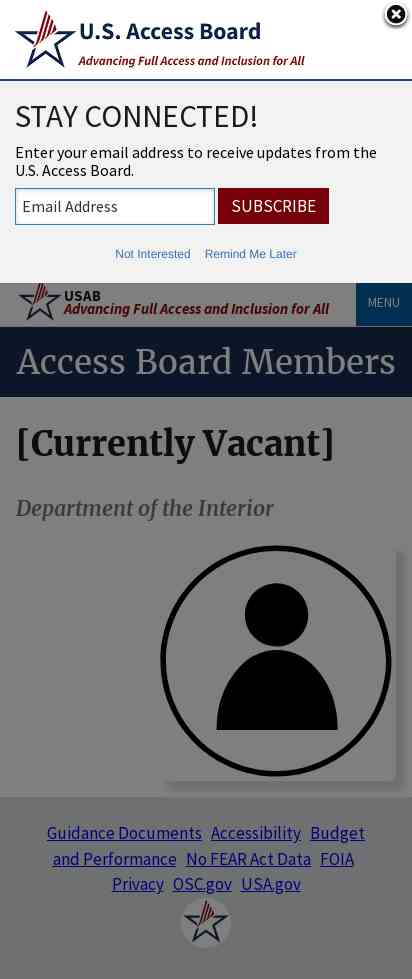 U.S. Access Board
Advancing Full Access and Inclusion for All
STAY CONNECTED!
Enter your email address to receive updates from the
U.S. Access Board.
Email Address
SUBSCRIBE
Not Interested Remind Me Later
USAB
Advancing Full Access and Inclusion for All
MENU
Access Board Members
[Currently Vacant]
Department of the Interior
Guidance Documents Accessibility Budget
and Performance No FEAR Act Data FOIA
Privacy OSC.gov USA.gov